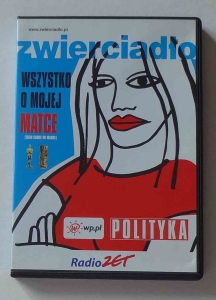 www.zwierciadlo.pl
zwierciadło
WSZYSTKO
O MOJEJ
MATCE
-wp.pl
POLITYKA
Radio ZET